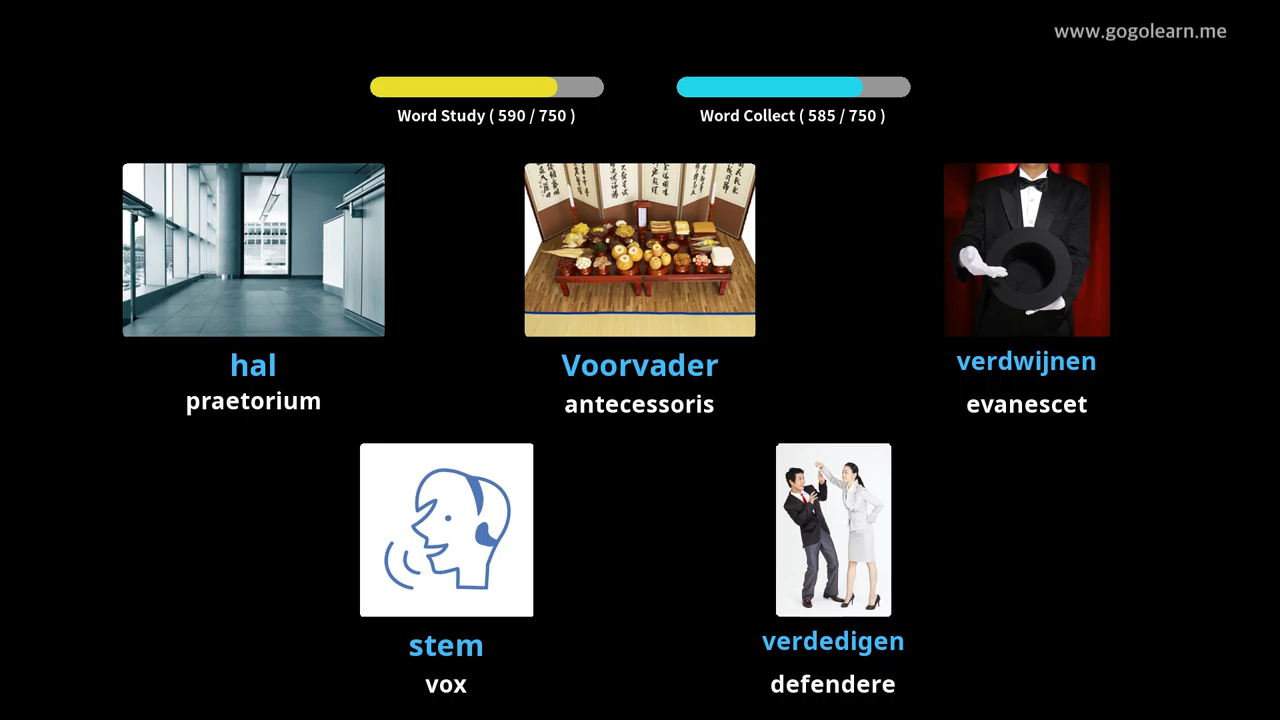 www.gogolearn.me
Word Study ( 590 / 750 )
Word Collect ( 585 / 750 )
hal
praetorium
Voorvader
antecessoris
verdwijnen
evanescet
stem
vox
verdedigen
defendere